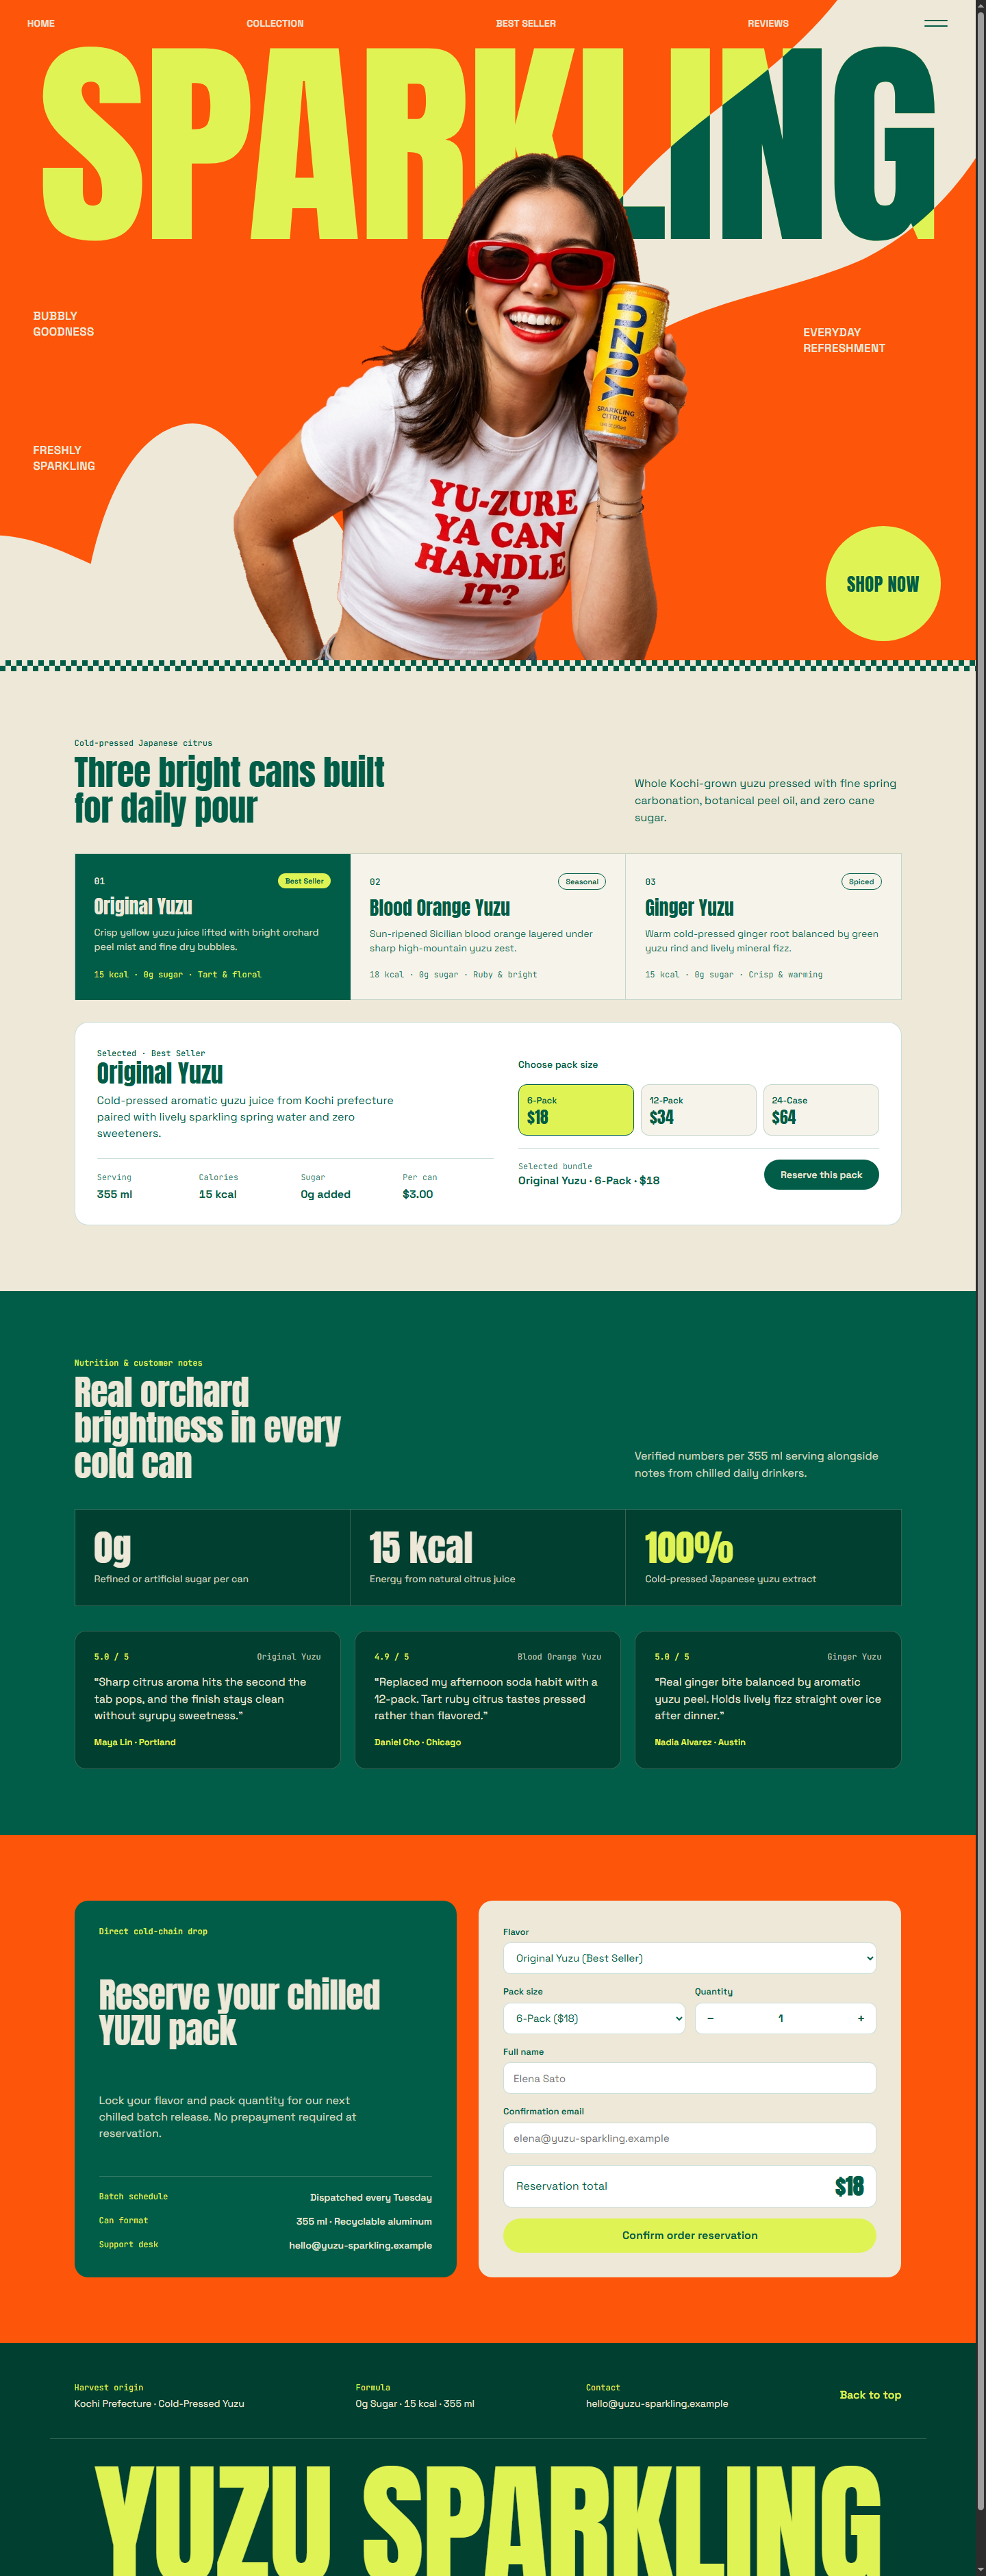 HOME
COLLECTION
BEST SELLER
REVIEWS
SPARKLING
BUBBLY
GOODNESS
EVERYDAY
REFRESHMENT
FRESHLY
SPARKLING
YUZU
SPARKLING
CITRUS
YU-ZURE
YA CAN
HANDLE
IT?
SHOP NOW
Cold-pressed Japanese citrus
Three bright cans built
for daily pour
Whole Kochi-grown yuzu pressed with fine spring
carbonation, botanical peel oil, and zero cane
sugar.
01
Best Seller
Original Yuzu
Crisp yellow yuzu juice lifted with bright orchard
peel mist and fine dry bubbles.
15 kcal · 0g sugar · Tart & floral
02
Seasonal
Blood Orange Yuzu
Sun-ripened Sicilian blood orange layered under
sharp high-mountain yuzu zest.
18 kcal · 0g sugar · Ruby & bright
03
Spiced
Ginger Yuzu
Warm cold-pressed ginger root balanced by green
yuzu rind and lively mineral fizz.
15 kcal · 0g sugar · Crisp & warming
Selected · Best Seller
Original Yuzu
Cold-pressed aromatic yuzu juice from Kochi prefecture
paired with lively sparkling spring water and zero
sweeteners.
Serving
355 ml
Calories
15 kcal
Sugar
0g added
Per can
$3.00
Choose pack size
6-Pack
$18
12-Pack
$34
24-Case
$64
Selected bundle
Original Yuzu · 6-Pack · $18
Reserve this pack
Nutrition & customer notes
Real orchard
brightness in every
cold can
Verified numbers per 355 ml serving alongside
notes from chilled daily drinkers.
0g
Refined or artificial sugar per can
15 kcal
Energy from natural citrus juice
100%
Cold-pressed Japanese yuzu extract
5.0 / 5
Original Yuzu
“Sharp citrus aroma hits the second the
tab pops, and the finish stays clean
without syrupy sweetness.”
Maya Lin · Portland
4.9 / 5
Blood Orange Yuzu
“Replaced my afternoon soda habit with a
12-pack. Tart ruby citrus tastes pressed
rather than flavored.”
Daniel Cho · Chicago
5.0 / 5
Ginger Yuzu
“Real ginger bite balanced by aromatic
yuzu peel. Holds lively fizz straight over ice
after dinner.”
Nadia Alvarez · Austin
Direct cold-chain drop
Reserve your chilled
YUZU pack
Lock your flavor and pack quantity for our next
chilled batch release. No prepayment required at
reservation.
Batch schedule
Dispatched every Tuesday
Can format
355 ml · Recyclable aluminum
Support desk
hello@yuzu-sparkling.example
Flavor
Original Yuzu (Best Seller)
Pack size
Quantity
6-Pack ($18)
− 1 +
Full name
Elena Sato
Confirmation email
elena@yuzu-sparkling.example
Reservation total
$18
Confirm order reservation
Harvest origin
Kochi Prefecture · Cold-Pressed Yuzu
Formula
0g Sugar · 15 kcal · 355 ml
Contact
hello@yuzu-sparkling.example
Back to top
YUZU SPARKLING